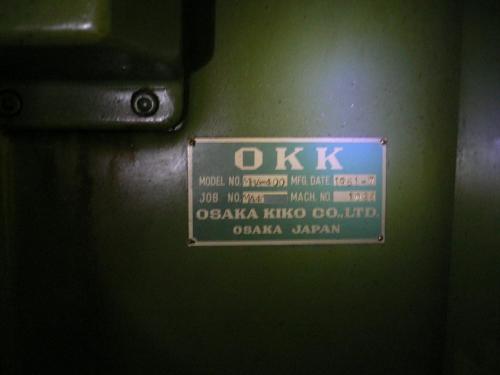 OKK
MODEL NO. MFG. DATE
JOB NO. MACH. NO.
OSAKA KIKO CO., LTD.
OSAKA JAPAN